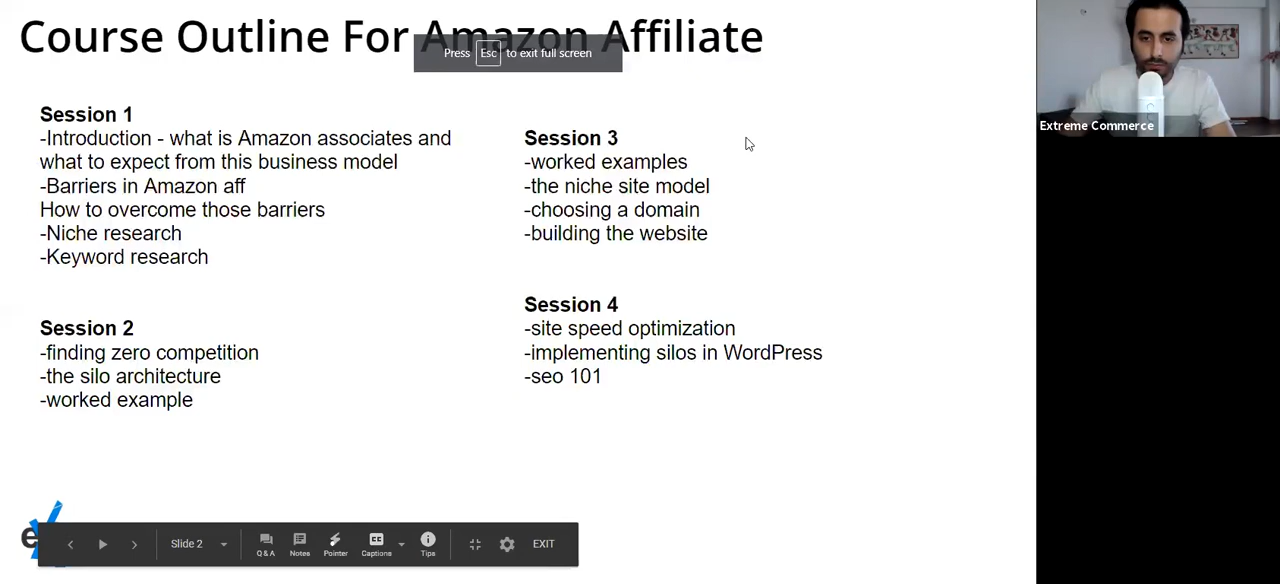 Course Outline For Amazon Affiliate
Press Esc to exit full screen
Extreme Commerce
Session 1
-Introduction - what is Amazon associates and
what to expect from this business model
-Barriers in Amazon aff
How to overcome those barriers
-Niche research
-Keyword research
Session 2
-finding zero competition
-the silo architecture
-worked example
Session 3
-worked examples
-the niche site model
-choosing a domain
-building the website
Session 4
-site speed optimization
-implementing silos in WordPress
-seo 101
e
Slide 2
Q & A
Notes
Pointer
CC
Captions
Tips
EXIT